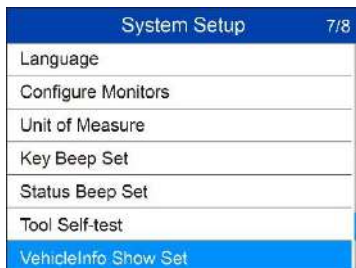 System Setup 7/8
Language
Configure Monitors
Unit of Measure
Key Beep Set
Status Beep Set
Tool Self-test
VehicleInfo Show Set